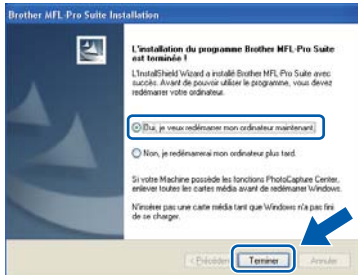 Brother MFL-Pro Suite Installation
L'installation du programme Brother MFL-Pro Suite
est terminée !
L'InstallShield Wizard a installé Brother MFL-Pro Suite avec
succès. Avant de pouvoir utiliser le programme, vous devez
redémarrer votre ordinateur.
Oui, je veux redémarrer mon ordinateur maintenant.
Non, je redémarrerai mon ordinateur plus tard.
Si votre Machine possède les fonctions PhotoCapture Center,
enlever toutes les cartes média avant de redémarrer Windows.
N'insérer pas une carte média tant que Windows n'a pas fini
de se charger.
< Précédent Terminer Annuler